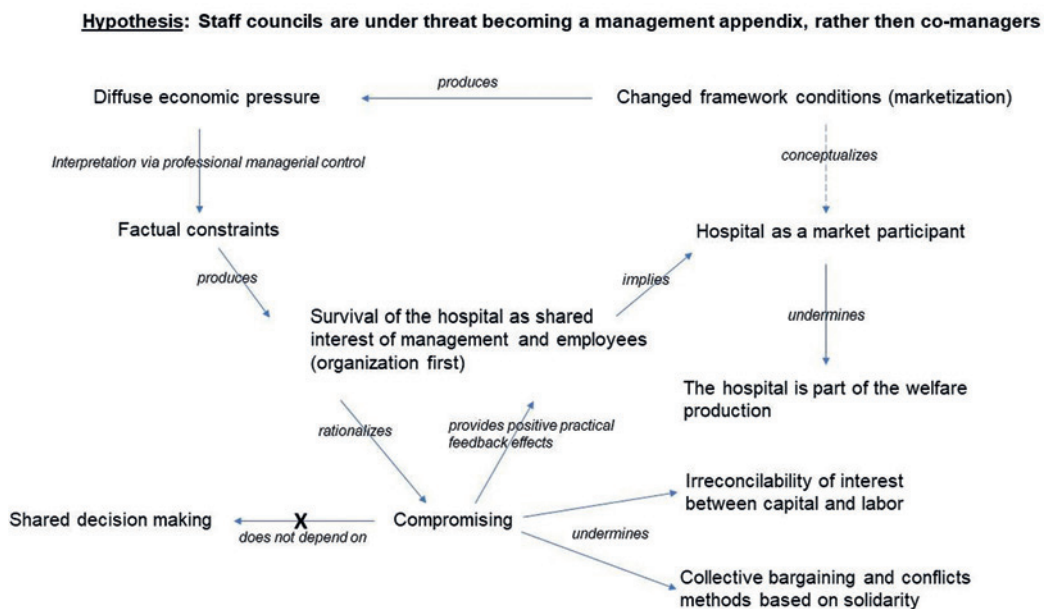 Hypothesis: Staff councils are under threat becoming a management appendix, rather then co-managers
produces
Diffuse economic pressure
Changed framework conditions (marketization)
Interpretation via professional managerial control
conceptualizes
Factual constraints
Hospital as a market participant
produces
implies
Survival of the hospital as shared
interest of management and employees
(organization first)
undermines
The hospital is part of the welfare
production
rationalizes
provides positive practical
feedback effects
Irreconcilability of interest
between capital and labor
Shared decision making
X
Compromising
does not depend on
undermines
Collective bargaining and conflicts
methods based on solidarity